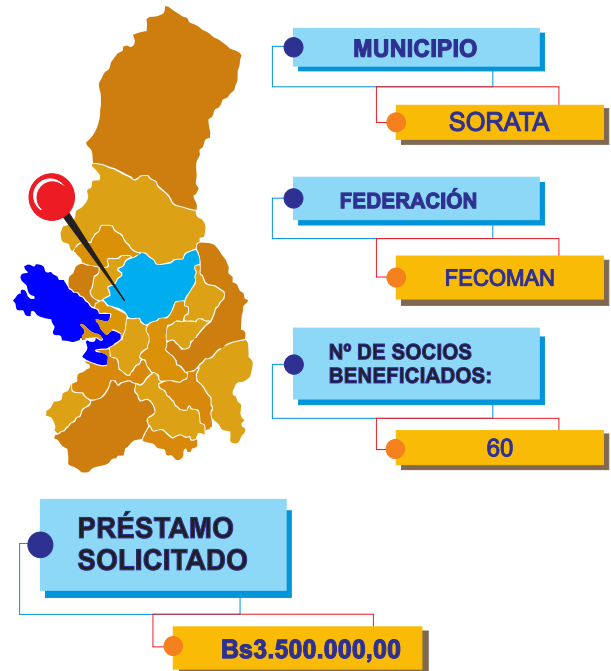 MUNICIPIO
SORATA
FEDERACIÓN
FECOMAN
Nº DE SOCIOS
BENEFICIADOS:
60
PRÉSTAMO
SOLICITADO
Bs3.500.000,00